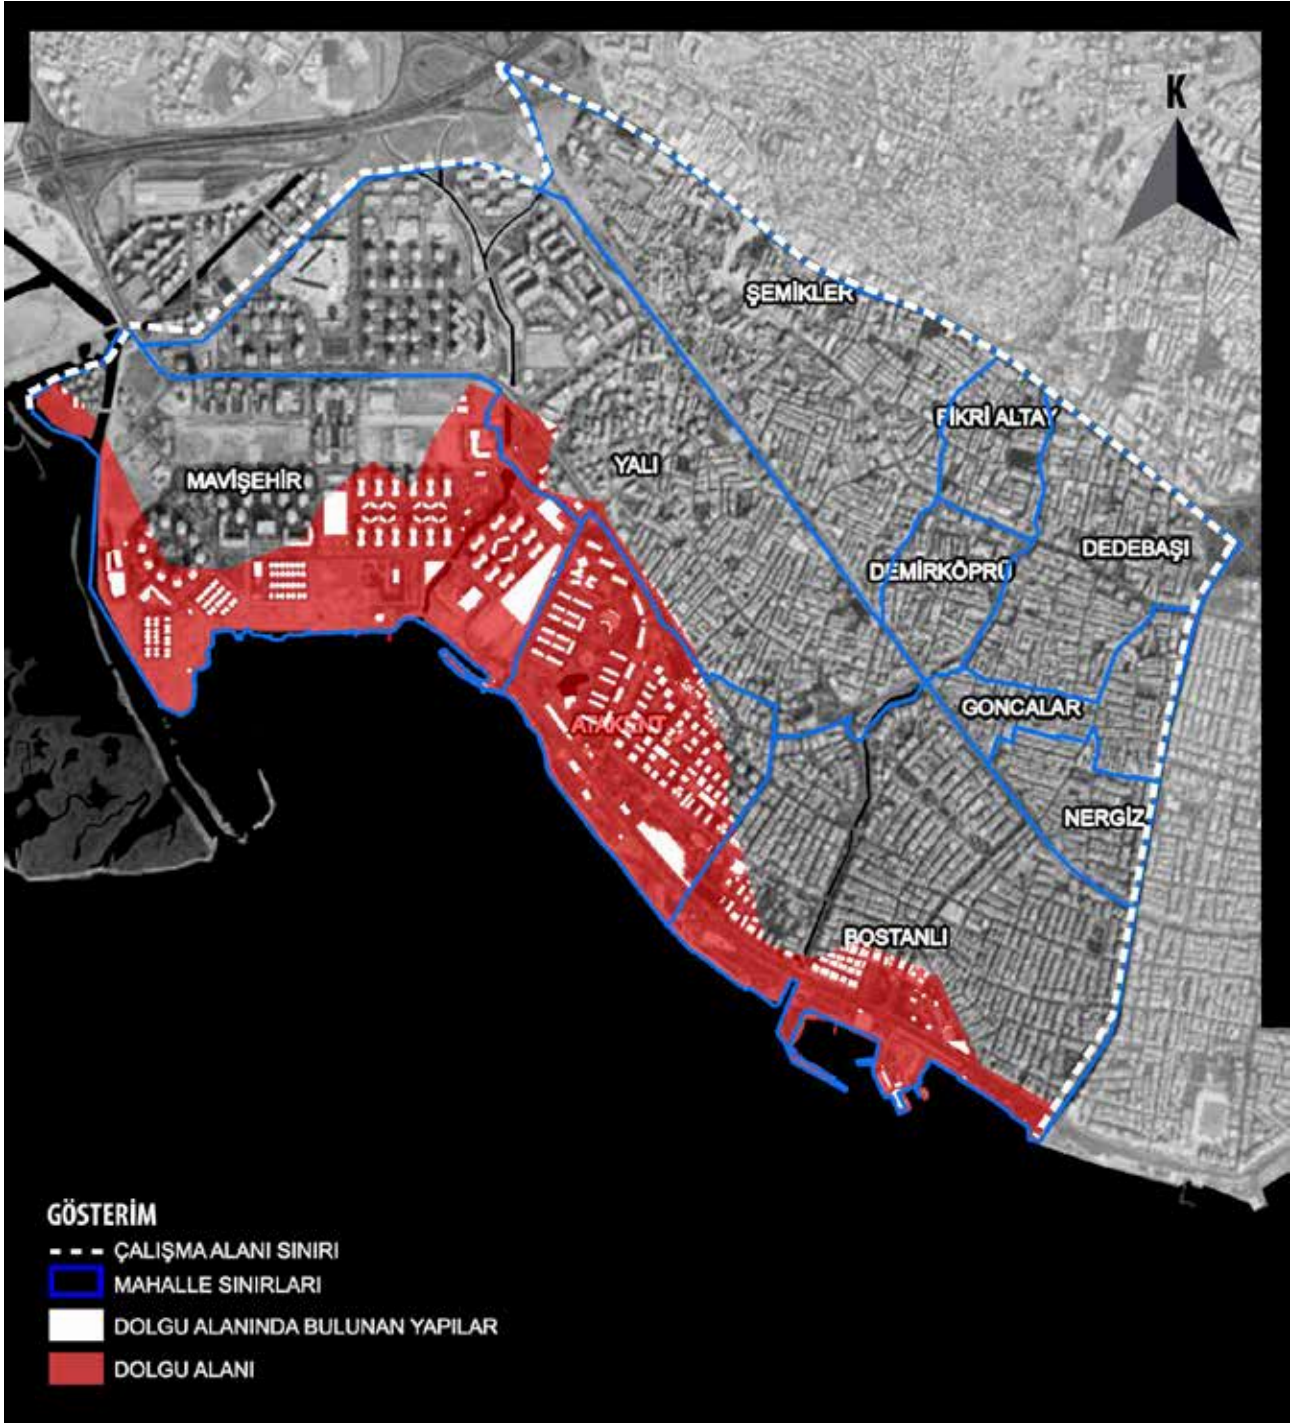 K
ŞEMİKLER
FİKRİ ALTAY
YALI
MAVİŞEHİR
DEDEBAŞI
DEMİRKÖPRÜ
GONCALAR
ATAKENT
NERGİZ
BOSTANLI
GÖSTERİM
ÇALIŞMA ALANI SINIRI
MAHALLE SINIRLARI
DOLGU ALANINDA BULUNAN YAPILAR
DOLGU ALANI